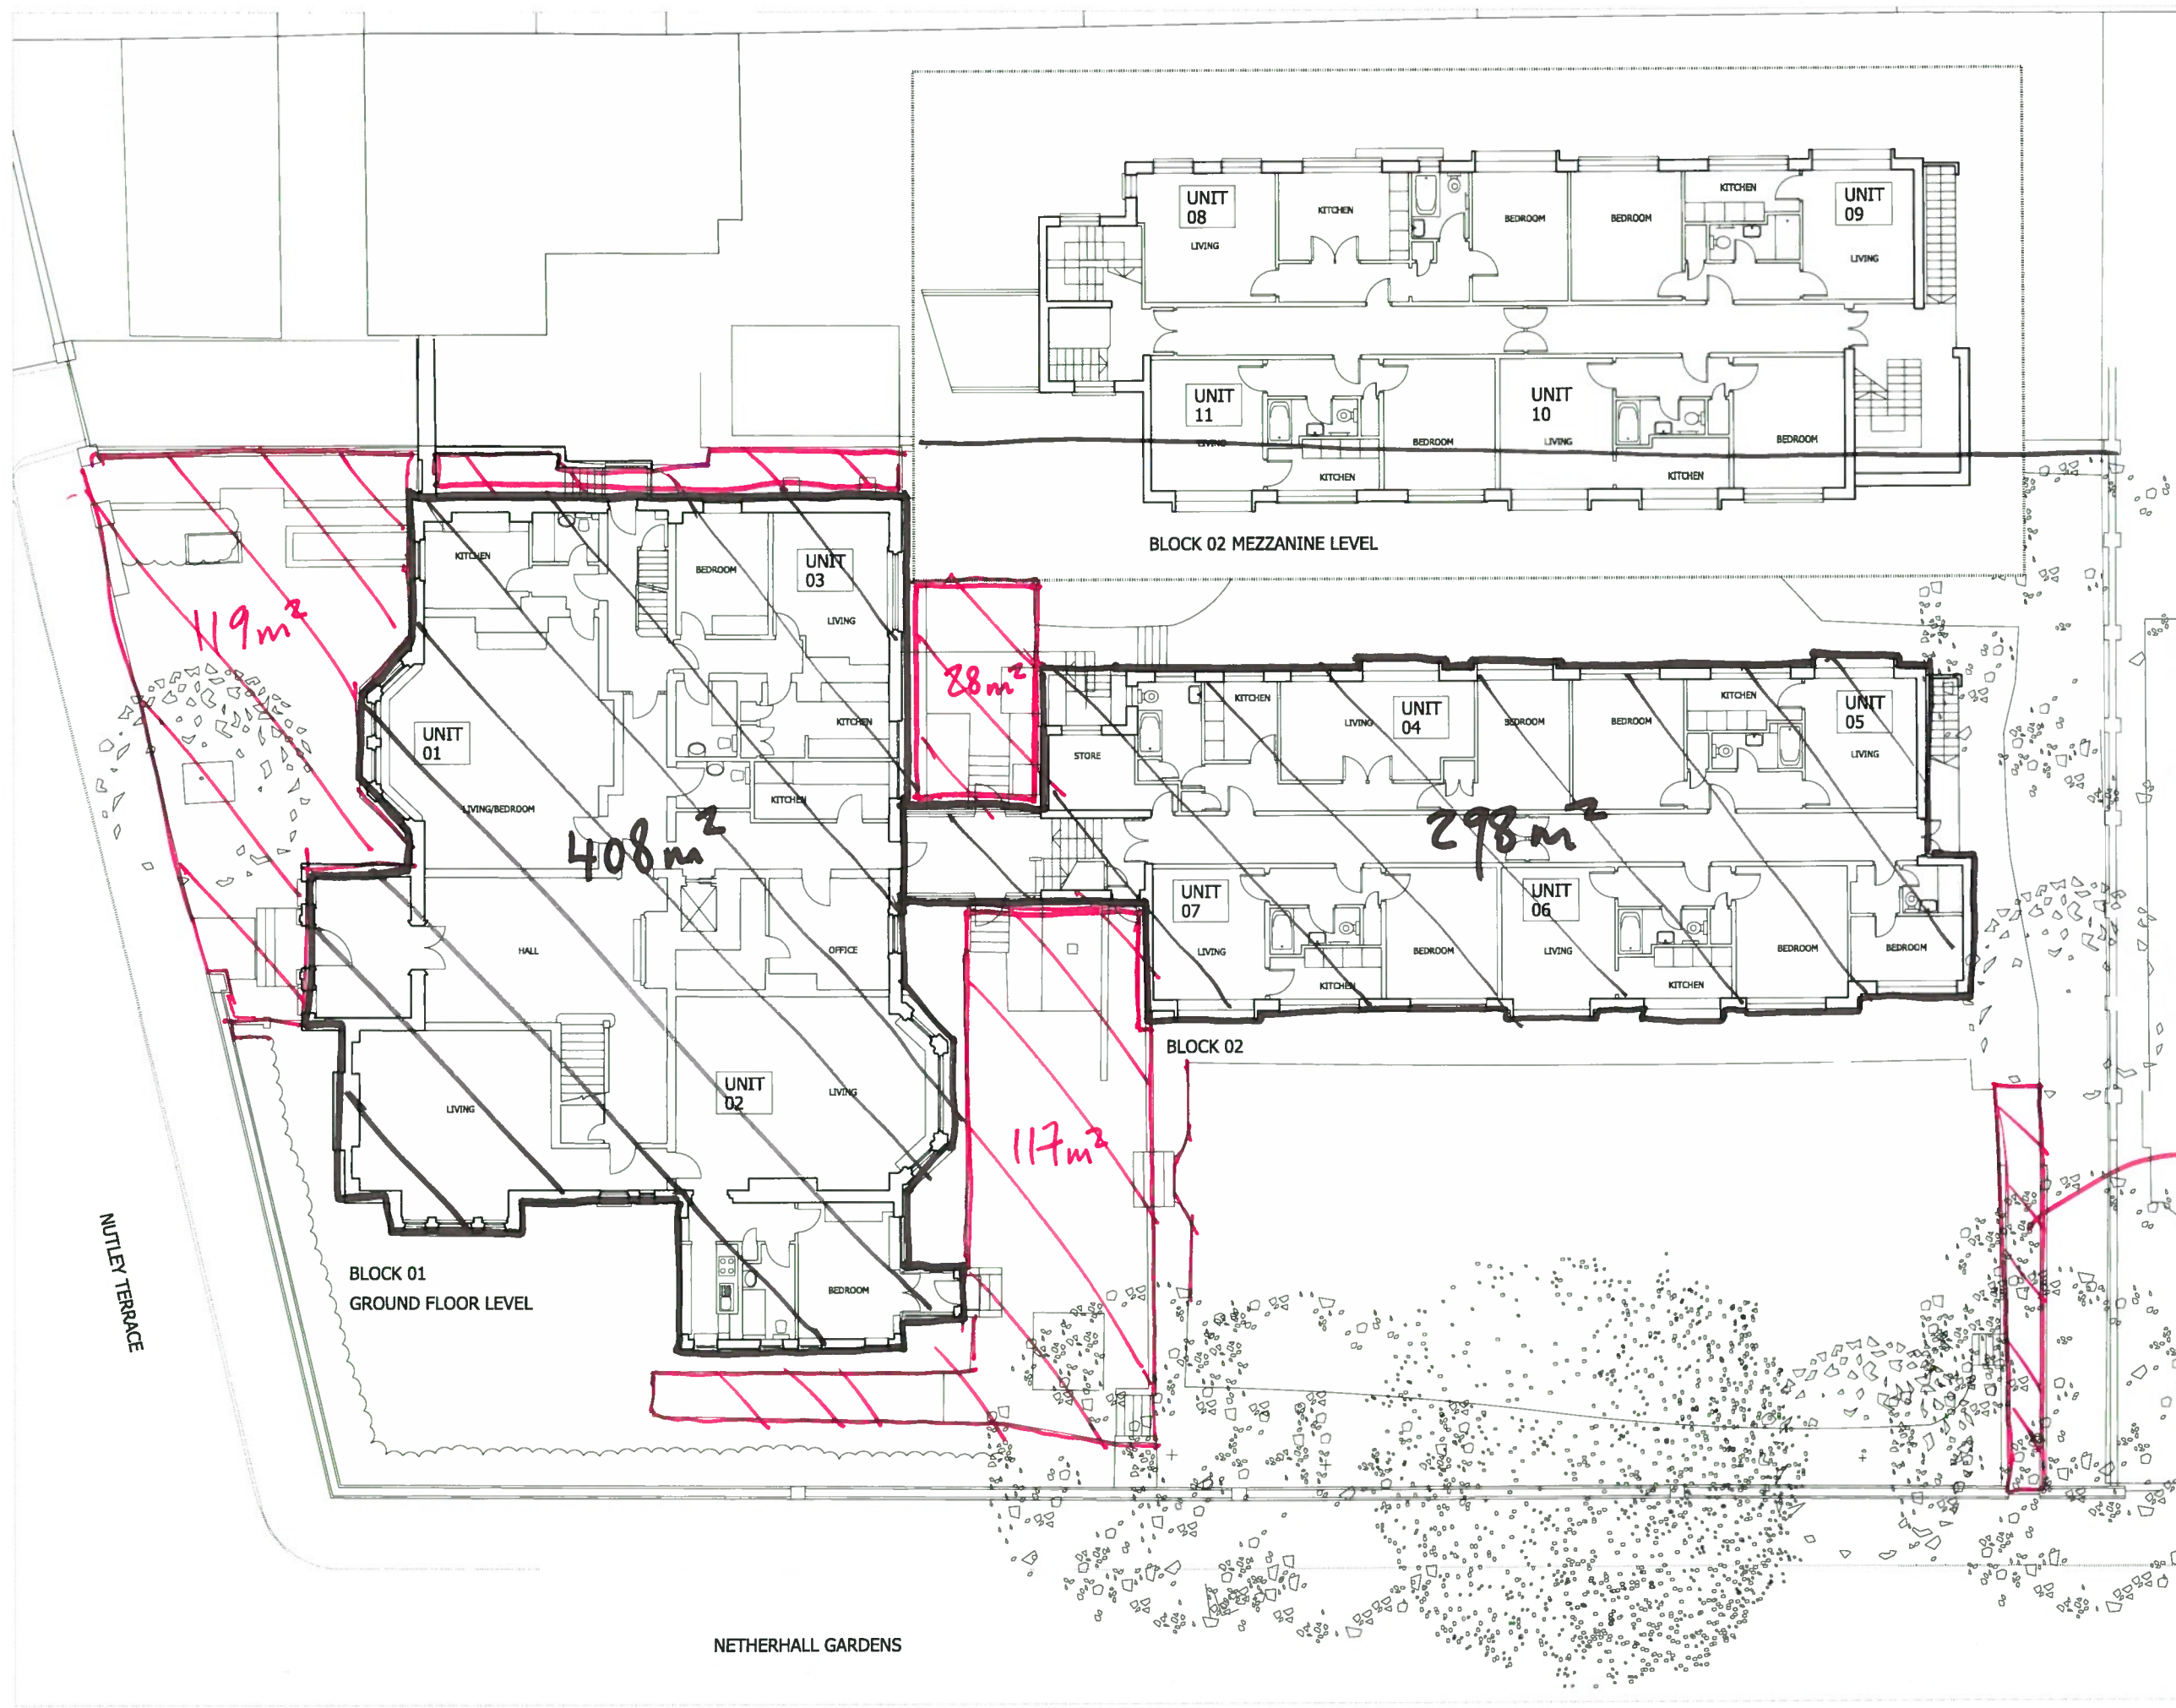 UNIT
08
LIVING
KITCHEN
BEDROOM
BEDROOM
KITCHEN
UNIT
09
LIVING
UNIT
11
LIVING
KITCHEN
BEDROOM
UNIT
10
LIVING
KITCHEN
BEDROOM
BLOCK 02 MEZZANINE LEVEL
119m²
KITCHEN
BEDROOM
UNIT
03
LIVING
KITCHEN
UNIT
01
LIVING/BEDROOM
KITCHEN
408m²
HALL
OFFICE
LIVING
UNIT
02
LIVING
BEDROOM
28m²
STORE
KITCHEN
LIVING
UNIT
04
BEDROOM
BEDROOM
KITCHEN
UNIT
05
LIVING
298m²
UNIT
07
LIVING
KITCHEN
BEDROOM
UNIT
06
LIVING
KITCHEN
BEDROOM
BEDROOM
BLOCK 02
117m²
BLOCK 01
GROUND FLOOR LEVEL
NUTLEY TERRACE
NETHERHALL GARDENS